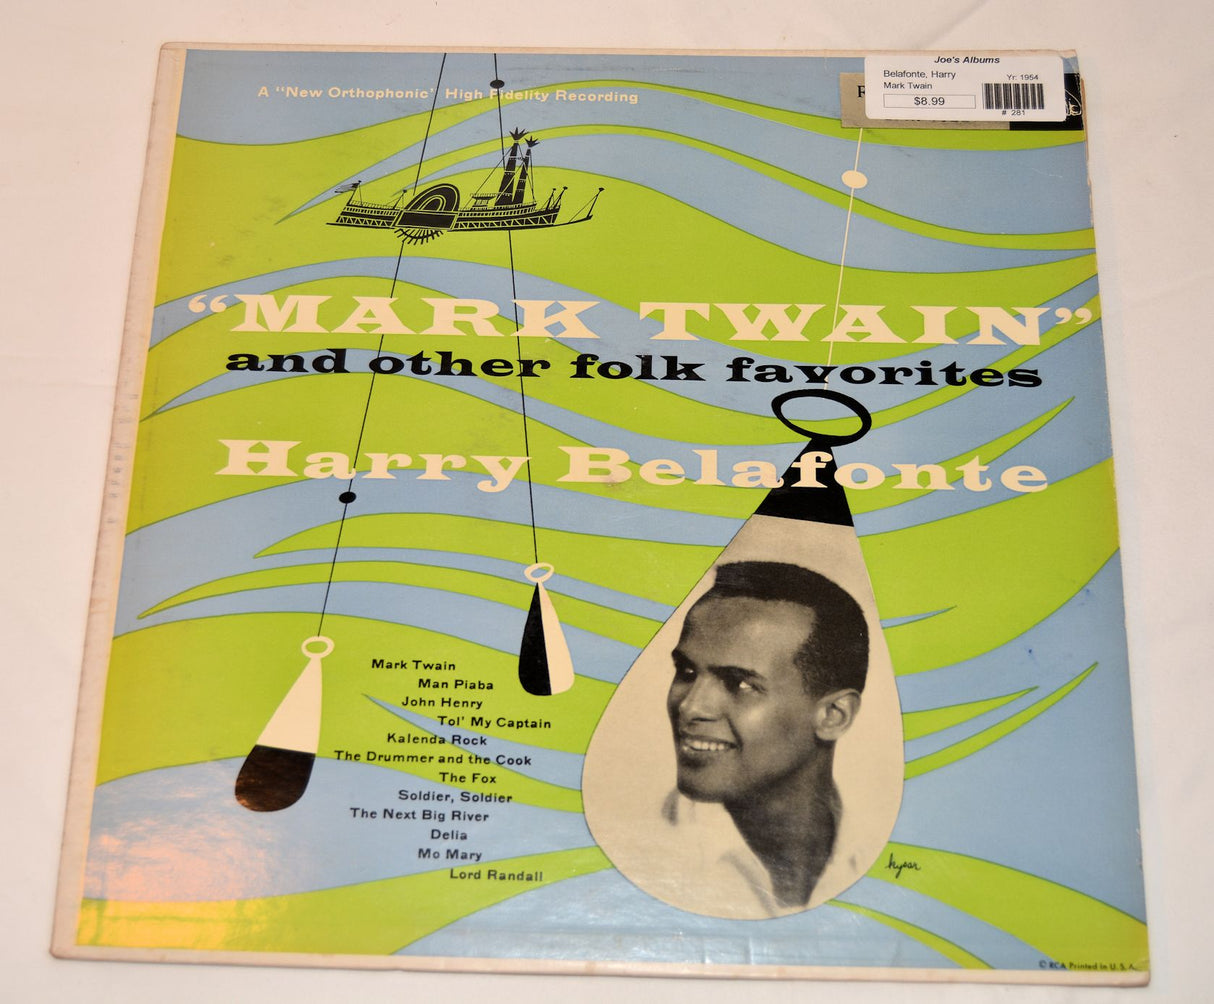 Joe's Albums
Belafonte, Harry
Yr: 1954
Mark Twain
$8.99
# 281
A "New Orthophonic" High Fidelity Recording
"MARK TWAIN"
and other folk favorites
Harry Belafonte
Mark Twain
Man Piaba
John Henry
Tol' My Captain
Kalenda Rock
The Drummer and the Cook
The Fox
Soldier, Soldier
The Next Big River
Delia
Mo Mary
Lord Randall
© RCA Printed in U. S. A.